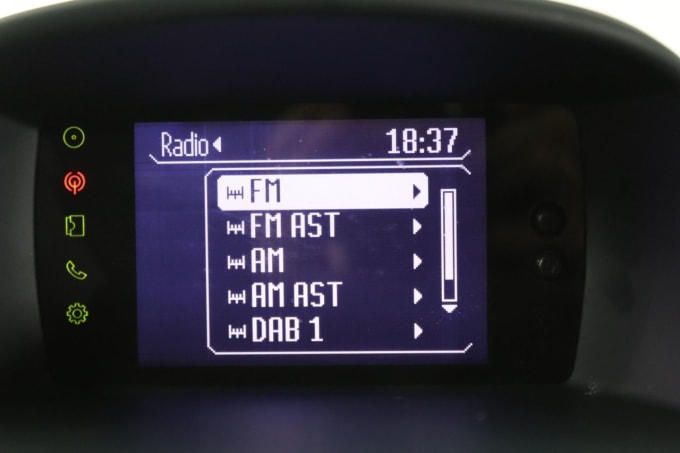 Radio 18:37
FM
FM AST
AM
AM AST
DAB 1